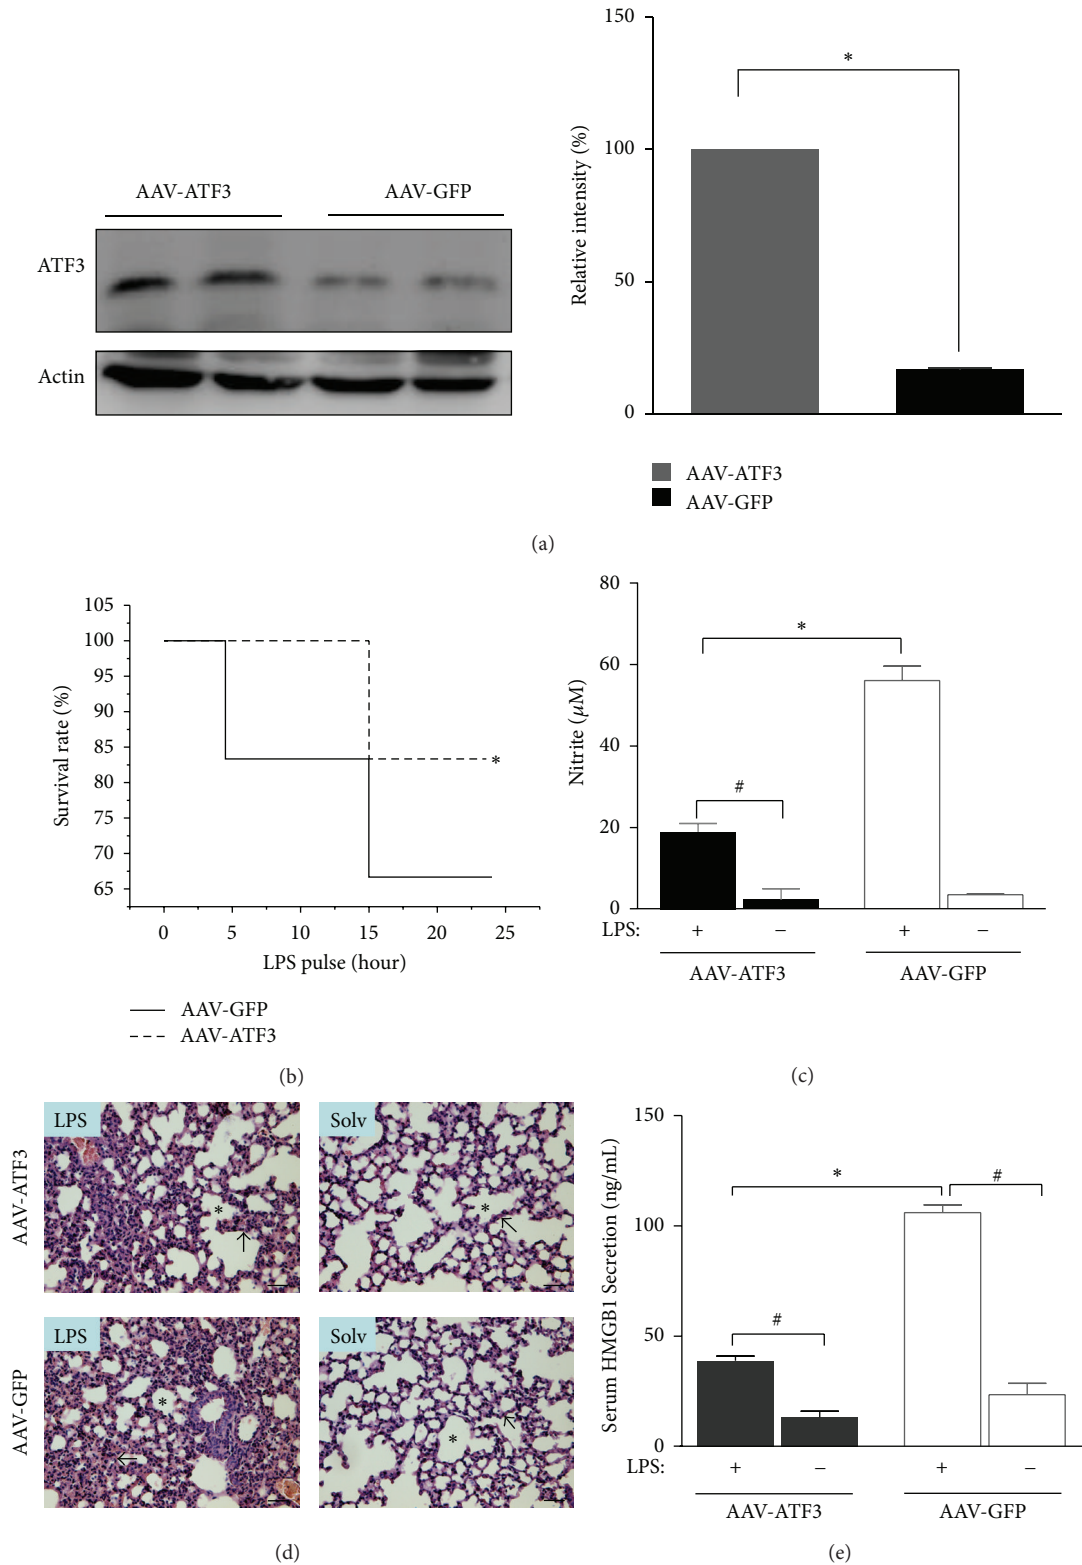 AAV-ATF3 AAV-GFP
ATF3
Actin
150
100
50
0
Relative intensity (%)
*
AAV-ATF3
AAV-GFP
(a)
105
100
95
90
85
80
75
70
65
Survival rate (%)
*
0 5 10 15 20 25
LPS pulse (hour)
AAV-GFP
AAV-ATF3
(b)
80
60
40
20
0
Nitrite (μM)
*
#
LPS: + − + −
AAV-ATF3 AAV-GFP
(c)
AAV-ATF3
LPS
*
Solv
*
AAV-GFP
LPS
*
Solv
*
(d)
150
100
50
0
Serum HMGB1 Secretion (ng/mL)
*
#
#
LPS: + − + −
AAV-ATF3 AAV-GFP
(e)